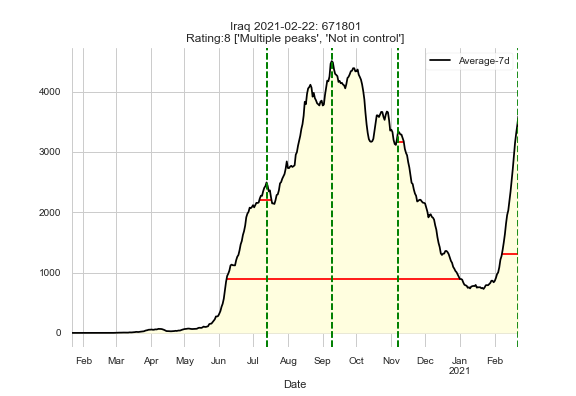 Iraq 2021-02-22: 671801
Rating:8 ['Multiple peaks', 'Not in control']
Average-7d
4000
3000
2000
1000
0
Feb Mar Apr May Jun Jul Aug Sep Oct Nov Dec Jan Feb
2021
Date